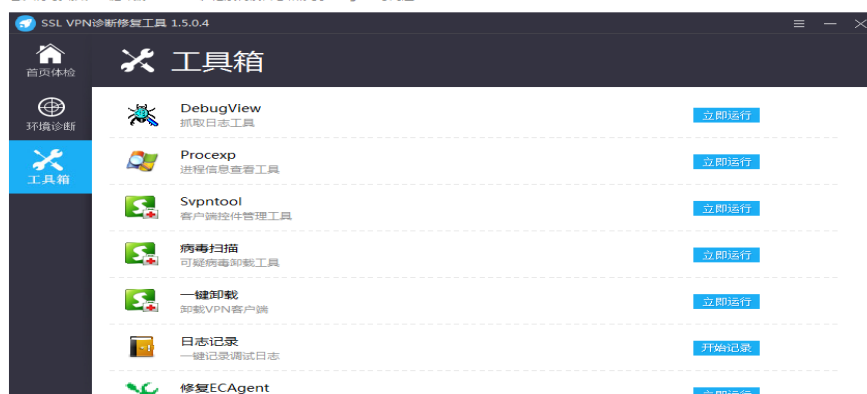 SSL VPN诊断修复工具 1.5.0.4
首页体检
工具箱
环境诊断
工具箱
DebugView
抓取日志工具
立即运行
Procexp
进程信息查看工具
立即运行
Svpntool
客户端控件管理工具
立即运行
病毒扫描
可疑病毒卸载工具
立即运行
一键卸载
卸载VPN客户端
立即运行
日志记录
一键记录调试日志
开始记录
修复ECAgent
立即运行